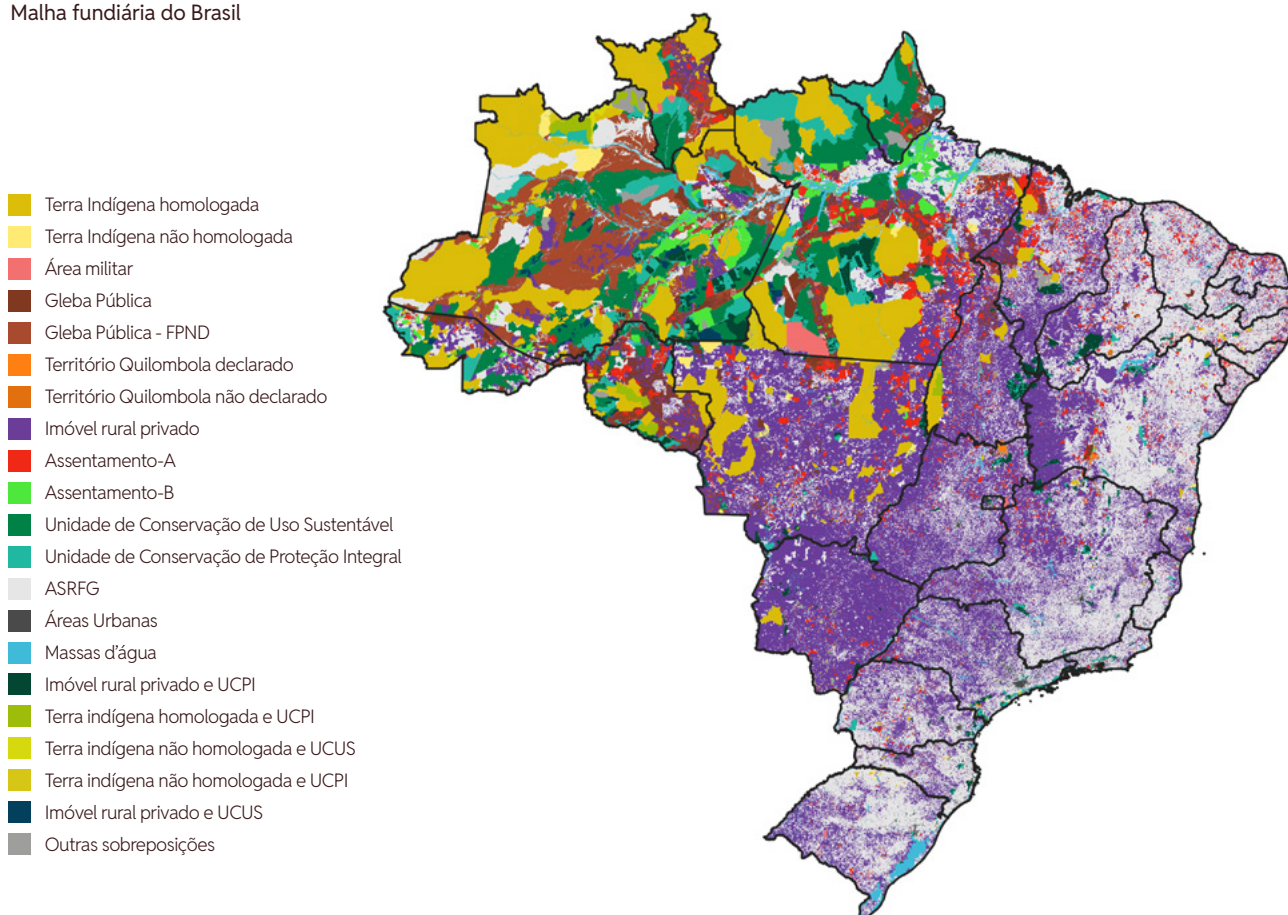 Malha fundiária do Brasil
Terra Indígena homologada
Terra Indígena não homologada
Área militar
Gleba Pública
Gleba Pública - FPND
Território Quilombola declarado
Território Quilombola não declarado
Imóvel rural privado
Assentamento-A
Assentamento-B
Unidade de Conservação de Uso Sustentável
Unidade de Conservação de Proteção Integral
ASRFG
Áreas Urbanas
Massas d’água
Imóvel rural privado e UCPI
Terra indígena homologada e UCPI
Terra indígena não homologada e UCUS
Terra indígena não homologada e UCPI
Imóvel rural privado e UCUS
Outras sobreposições